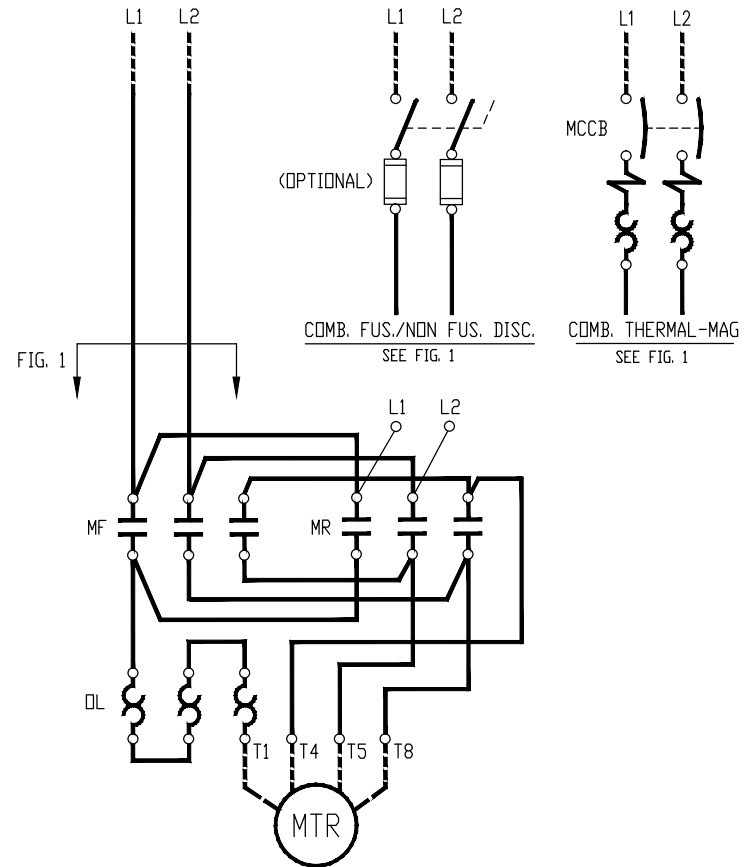 L1 L2
L1 L2
L1 L2
MCCB
(OPTIONAL)
COMB. FUS./NON FUS. DISC.
SEE FIG. 1
COMB. THERMAL-MAG
SEE FIG. 1
FIG. 1
L1 L2
MF
MR
OL
T1 T4 T5 T8
MTR